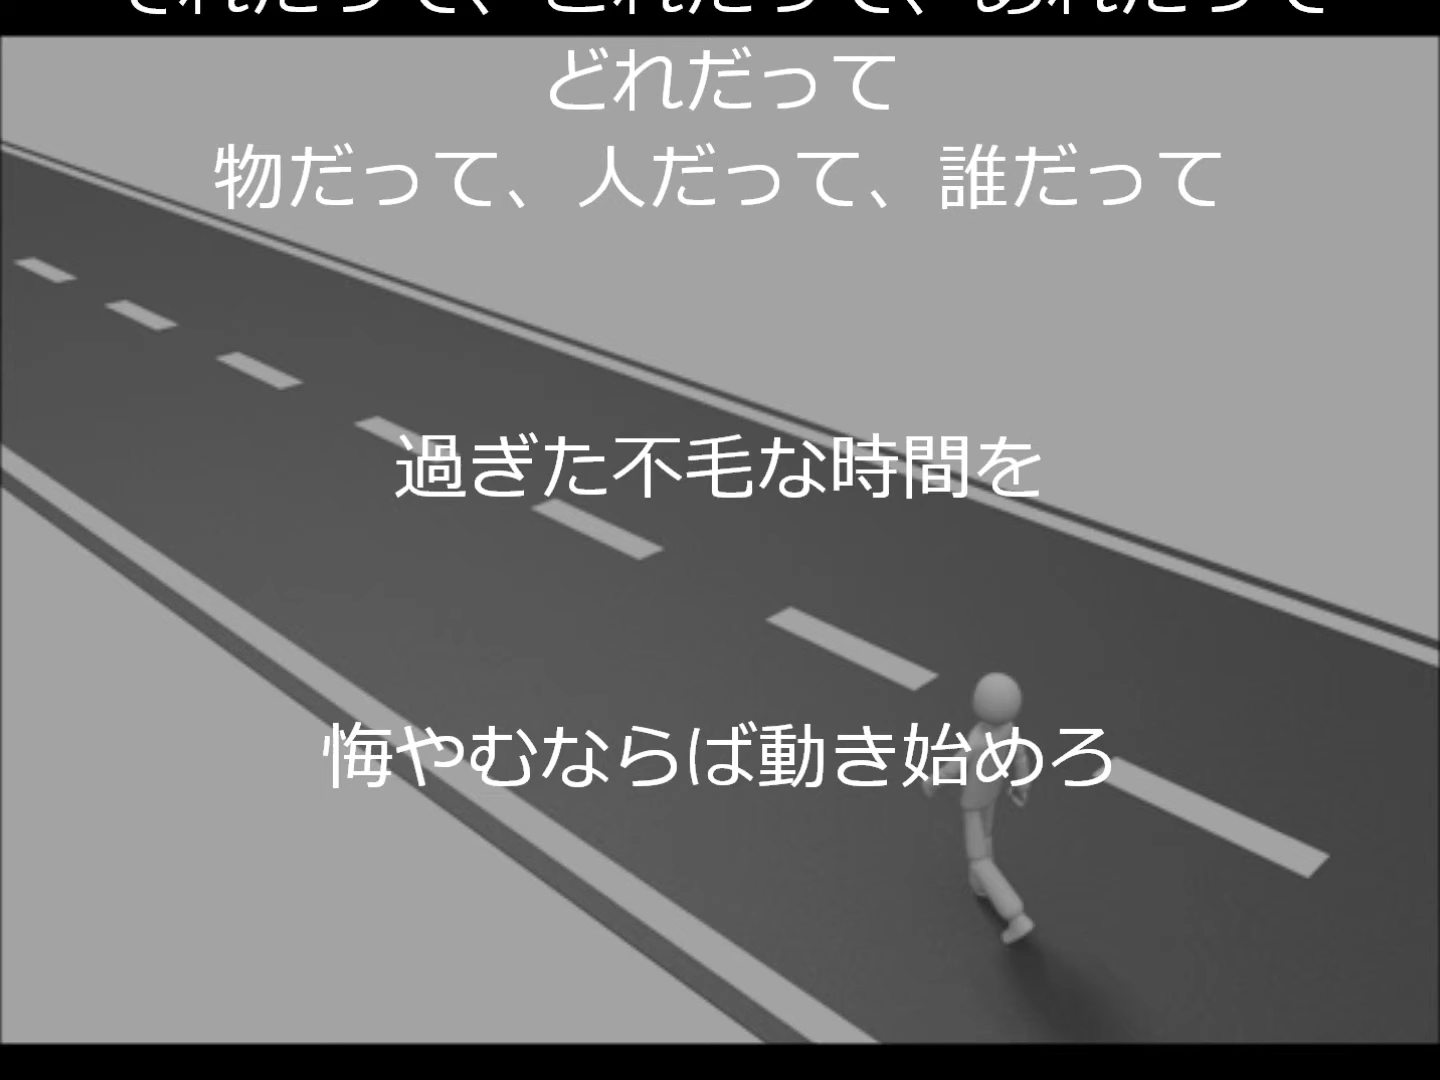 どれだって
物だって、人だって、誰だって
過ぎた不毛な時間を
悔やむならば動き始めろ